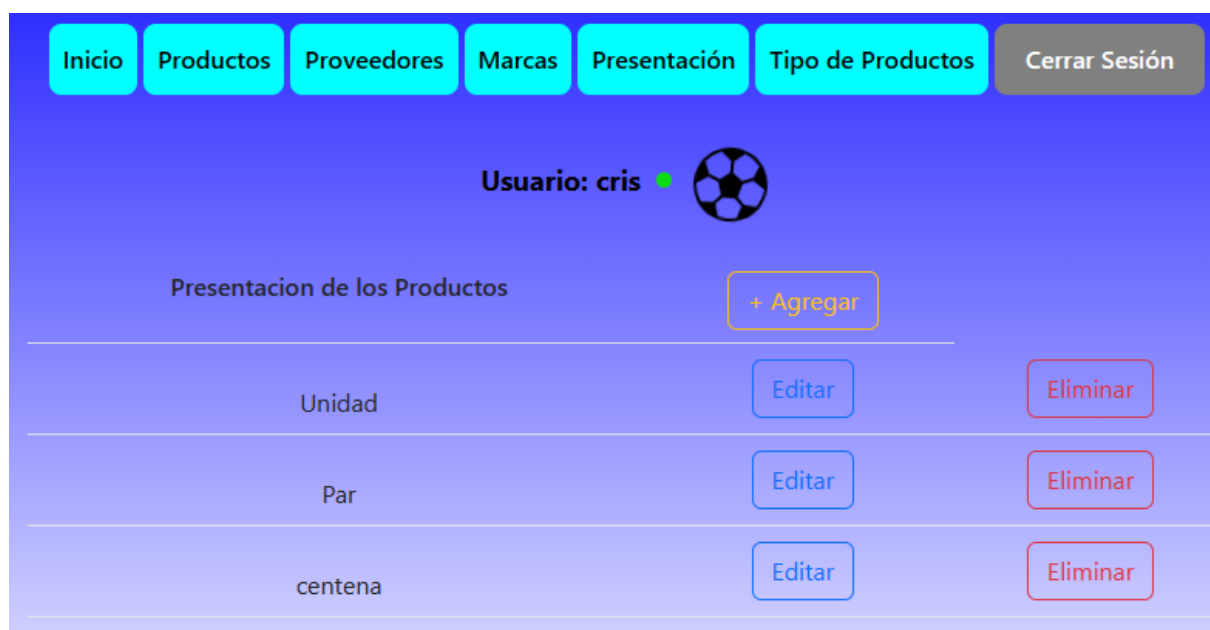 Inicio Productos Proveedores Marcas Presentación Tipo de Productos Cerrar Sesión
Usuario: cris
Presentacion de los Productos + Agregar
Unidad Editar Eliminar
Par Editar Eliminar
centena Editar Eliminar